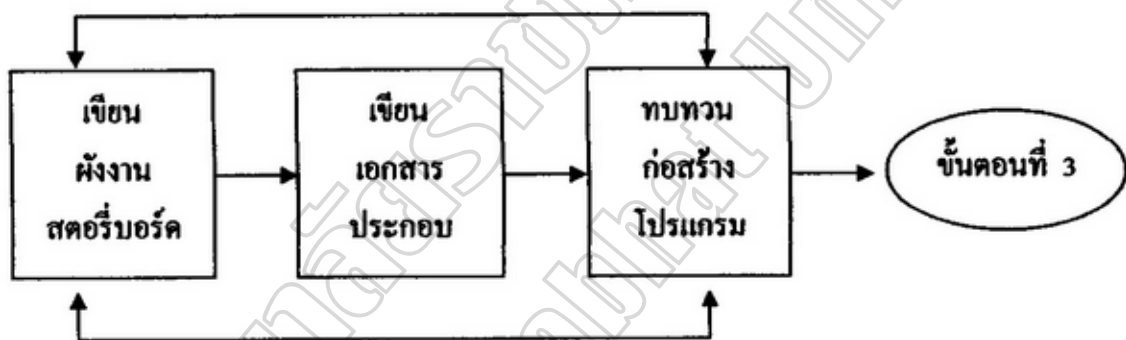 เขียน
ผังงาน
สตอรี่บอร์ด
เขียน
เอกสาร
ประกอบ
ทบทวน
ก่อสร้าง
โปรแกรม
ขั้นตอนที่ 3